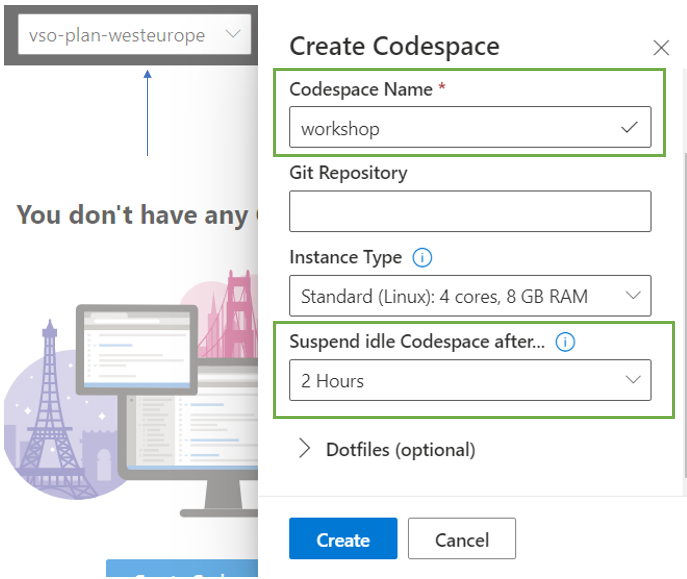 vso-plan-westeurope
You don't have any
Create Codespace
Codespace Name *
workshop
Git Repository
Instance Type
Standard (Linux): 4 cores, 8 GB RAM
Suspend idle Codespace after...
2 Hours
Dotfiles (optional)
Create
Cancel